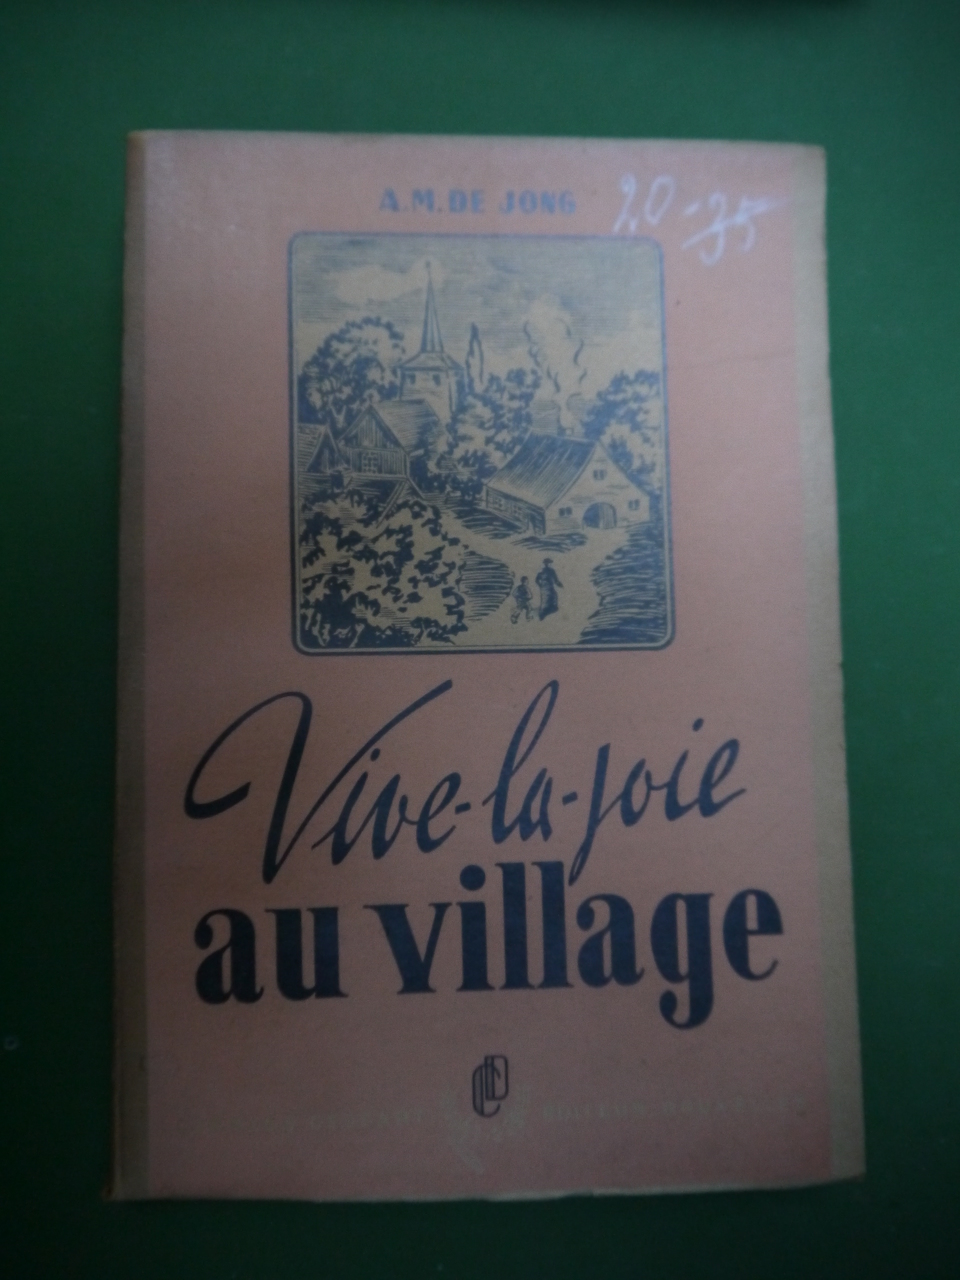 A.M. DE JONG
20 -35
Vive-la-joie
au village